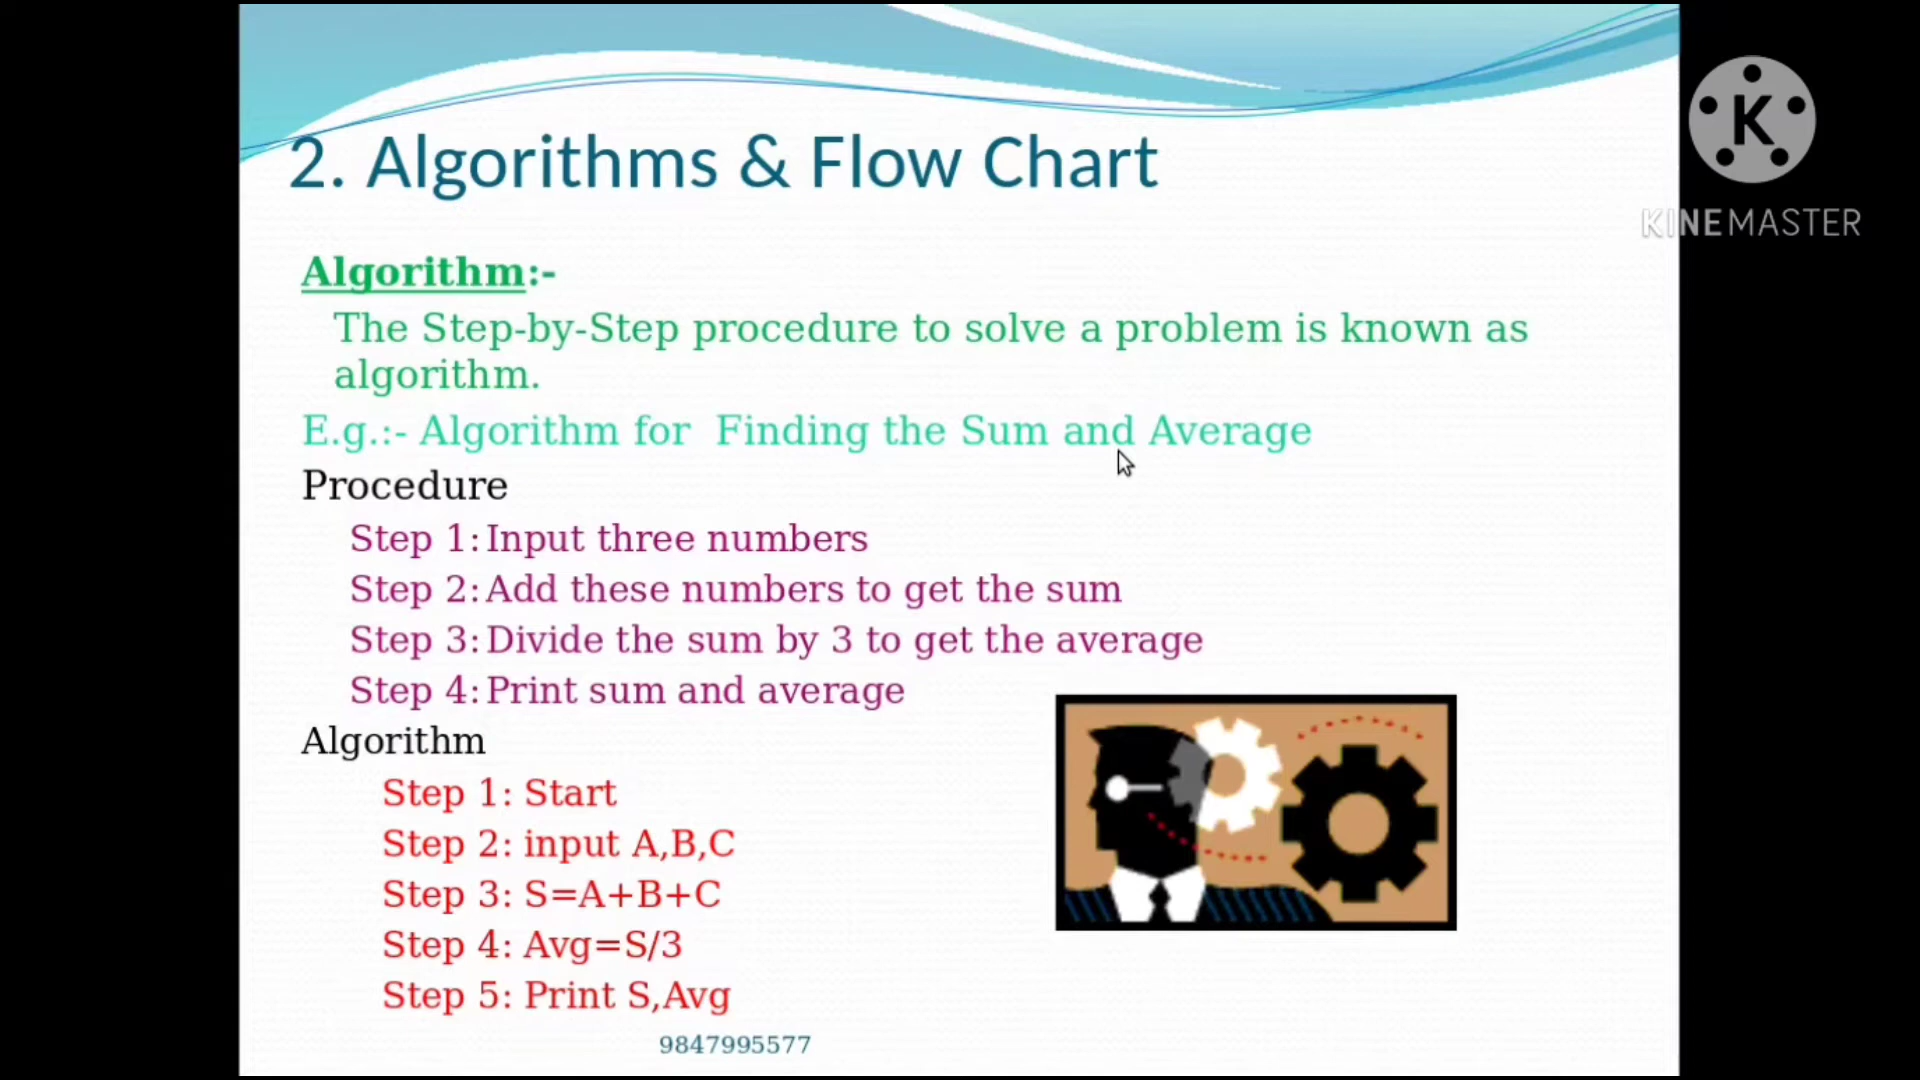 2. Algorithms & Flow Chart
K
KINEMASTER
Algorithm:-
The Step-by-Step procedure to solve a problem is known as
algorithm.
E.g.:- Algorithm for  Finding the Sum and Average
Procedure
Step 1: Input three numbers
Step 2: Add these numbers to get the sum
Step 3: Divide the sum by 3 to get the average
Step 4: Print sum and average
Algorithm
Step 1: Start
Step 2: input A,B,C
Step 3: S=A+B+C
Step 4: Avg=S/3
Step 5: Print S,Avg
9847995577